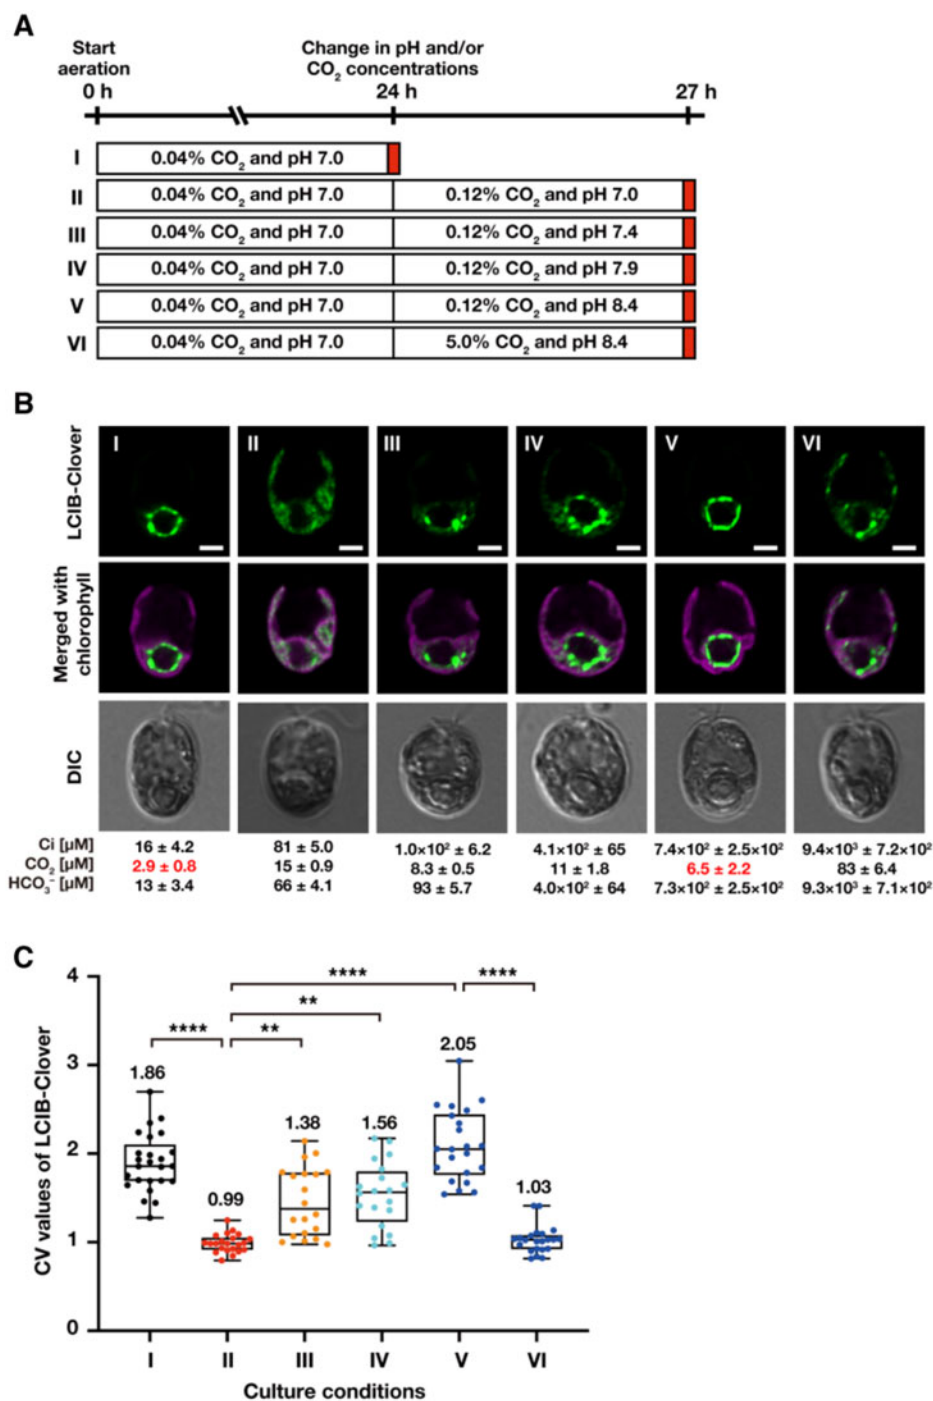 A
Start
aeration
Change in pH and/or
CO₂ concentrations
0 h
24 h
27 h
I
0.04% CO₂ and pH 7.0
II
0.04% CO₂ and pH 7.0
0.12% CO₂ and pH 7.0
III
0.04% CO₂ and pH 7.0
0.12% CO₂ and pH 7.4
IV
0.04% CO₂ and pH 7.0
0.12% CO₂ and pH 7.9
V
0.04% CO₂ and pH 7.0
0.12% CO₂ and pH 8.4
VI
0.04% CO₂ and pH 7.0
5.0% CO₂ and pH 8.4
B
LCIB-Clover
I II III IV V VI
Merged with
chlorophyll
DIC
Ci [µM] 16 ± 4.2 81 ± 5.0 1.0×10² ± 6.2 4.1×10² ± 65 7.4×10² ± 2.5×10² 9.4×10³ ± 7.2×10²
CO₂ [µM] 2.9 ± 0.8 15 ± 0.9 8.3 ± 0.5 11 ± 1.8 6.5 ± 2.2 83 ± 6.4
HCO₃⁻ [µM] 13 ± 3.4 66 ± 4.1 93 ± 5.7 4.0×10² ± 64 7.3×10² ± 2.5×10² 9.3×10³ ± 7.1×10²
C
CV values of LCIB-Clover
4
3
2
1
0
**** ****
**
**** **
1.86
0.99
1.38
1.56
2.05
1.03
I II III IV V VI
Culture conditions